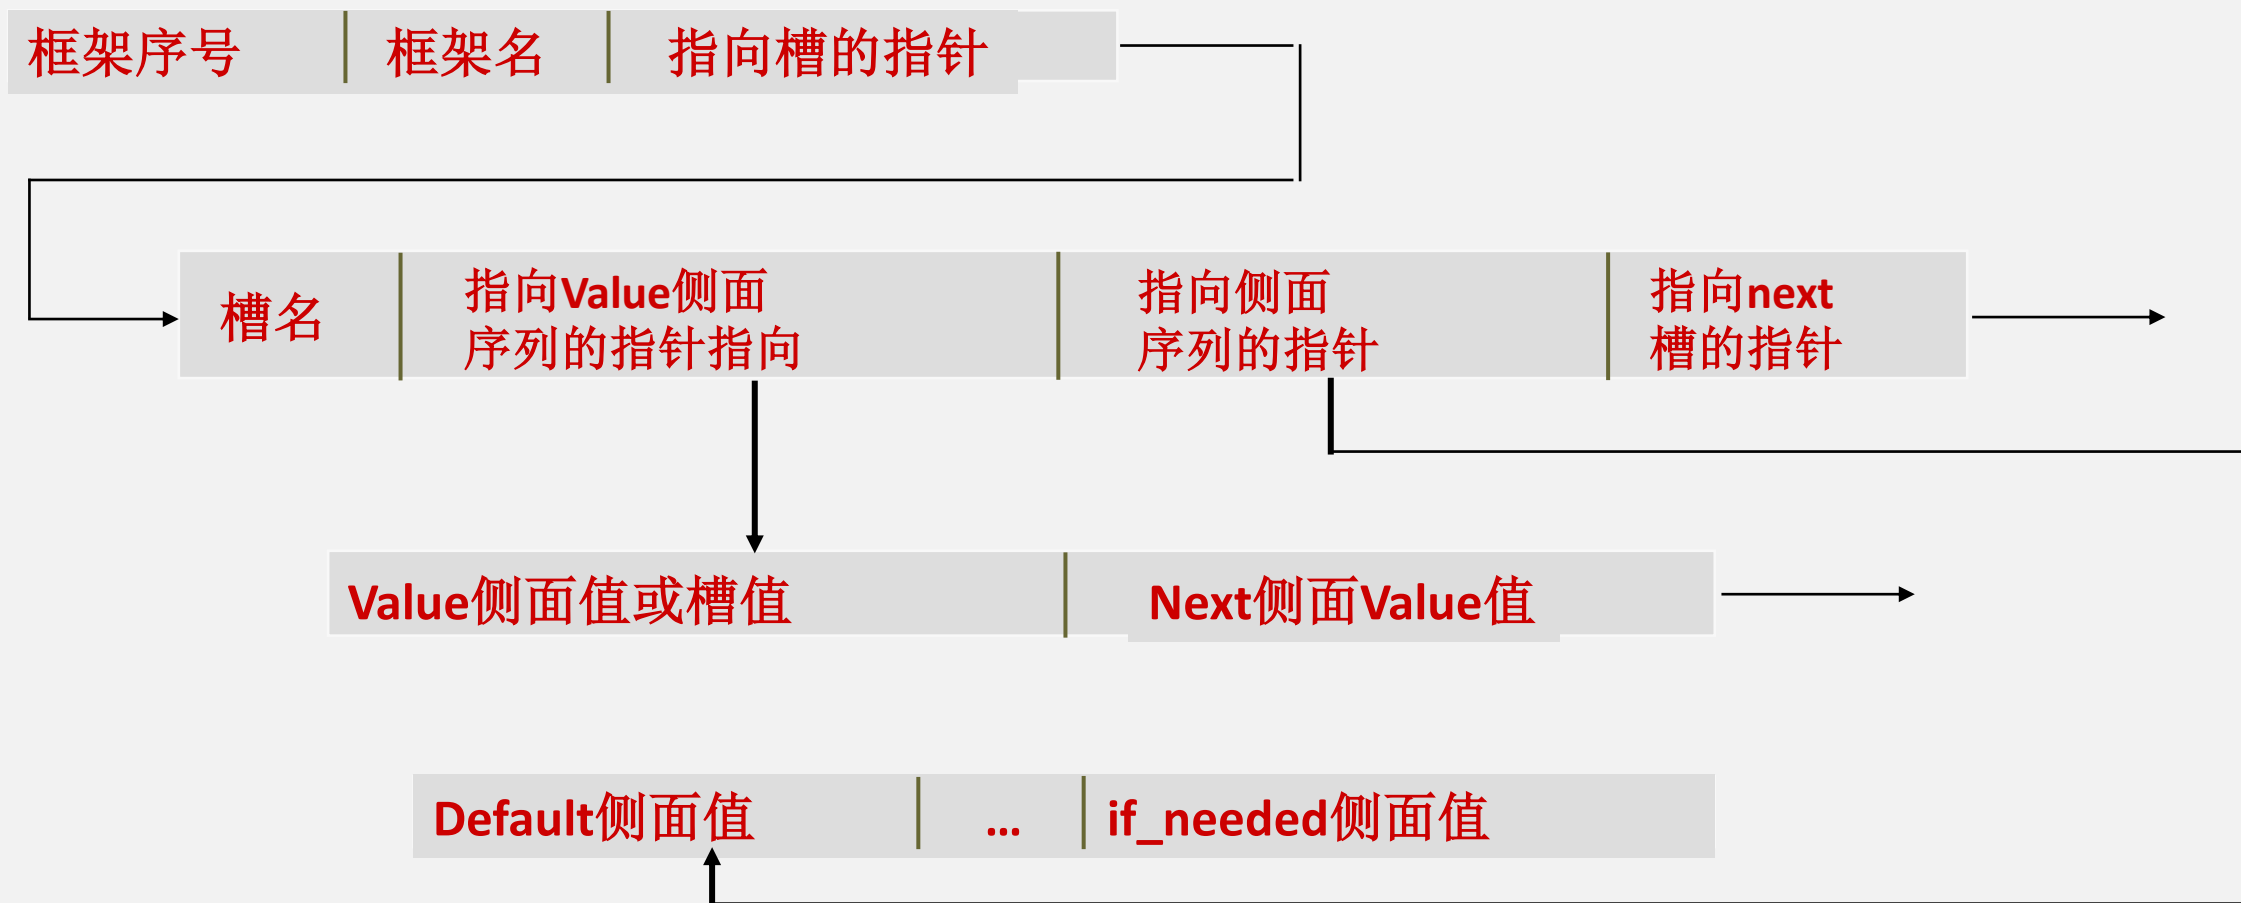 框架序号 框架名 指向槽的指针
槽名
指向Value侧面
序列的指针指向
指向侧面
序列的指针
指向next
槽的指针
Value侧面值或槽值 Next侧面Value值
Default侧面值 ... if_needed侧面值